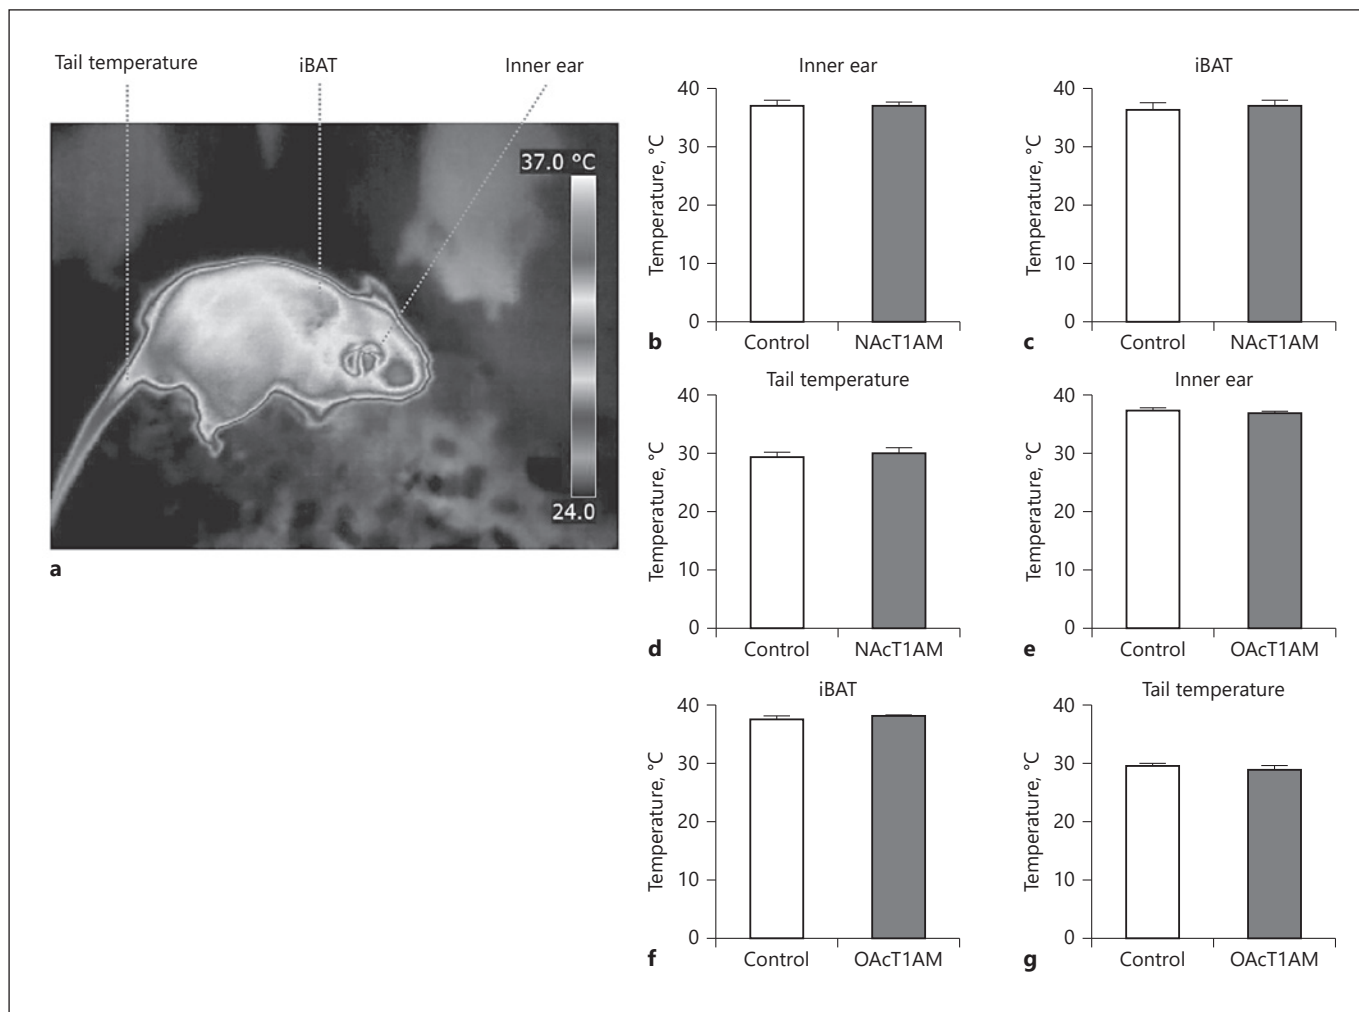 Tail temperature
iBAT
Inner ear
37.0 °C
24.0
a
Inner ear
40
30
20
10
0
Temperature, °C
Control
NAcT1AM
b
iBAT
40
30
20
10
0
Temperature, °C
Control
NAcT1AM
c
Tail temperature
40
30
20
10
0
Temperature, °C
Control
NAcT1AM
d
Inner ear
40
30
20
10
0
Temperature, °C
Control
OAcT1AM
e
iBAT
40
30
20
10
0
Temperature, °C
Control
OAcT1AM
f
Tail temperature
40
30
20
10
0
Temperature, °C
Control
OAcT1AM
g